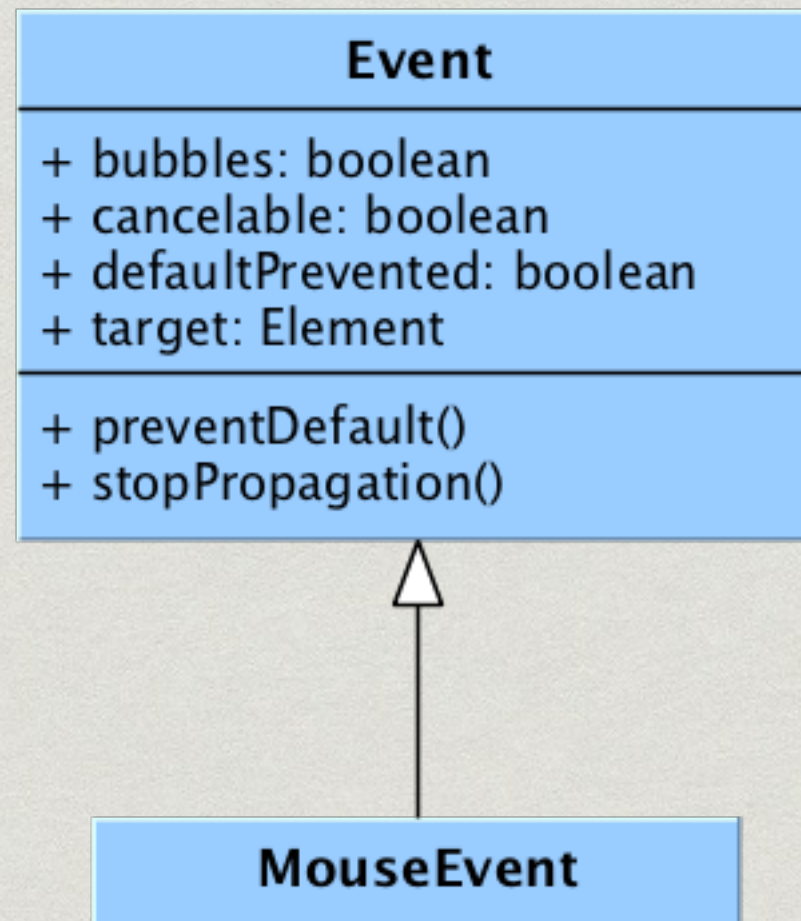 Event
+ bubbles: boolean
+ cancelable: boolean
+ defaultPrevented: boolean
+ target: Element
+ preventDefault()
+ stopPropagation()
MouseEvent